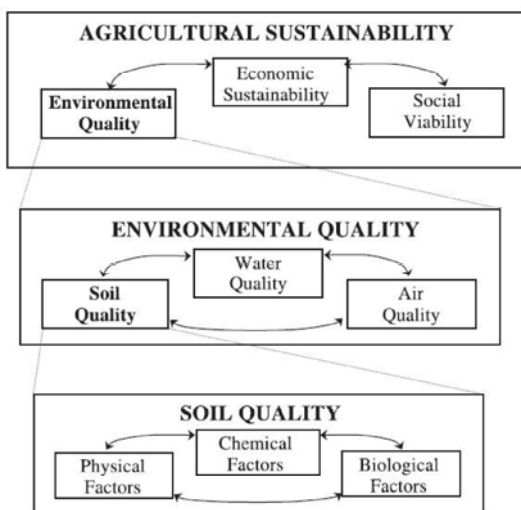 AGRICULTURAL SUSTAINABILITY
Economic
Sustainability
Environmental
Quality
Social
Viability
ENVIRONMENTAL QUALITY
Water
Quality
Soil
Quality
Air
Quality
SOIL QUALITY
Chemical
Factors
Physical
Factors
Biological
Factors